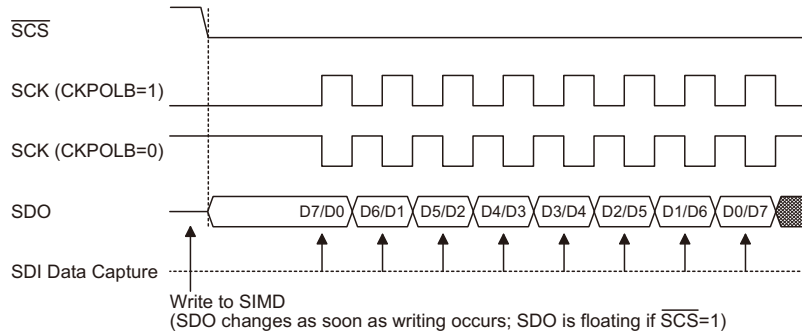 SCS
SCK (CKPOLB=1)
SCK (CKPOLB=0)
SDO
D7/D0 D6/D1 D5/D2 D4/D3 D3/D4 D2/D5 D1/D6 D0/D7
SDI Data Capture
Write to SIMD
(SDO changes as soon as writing occurs; SDO is floating if SCS=1)